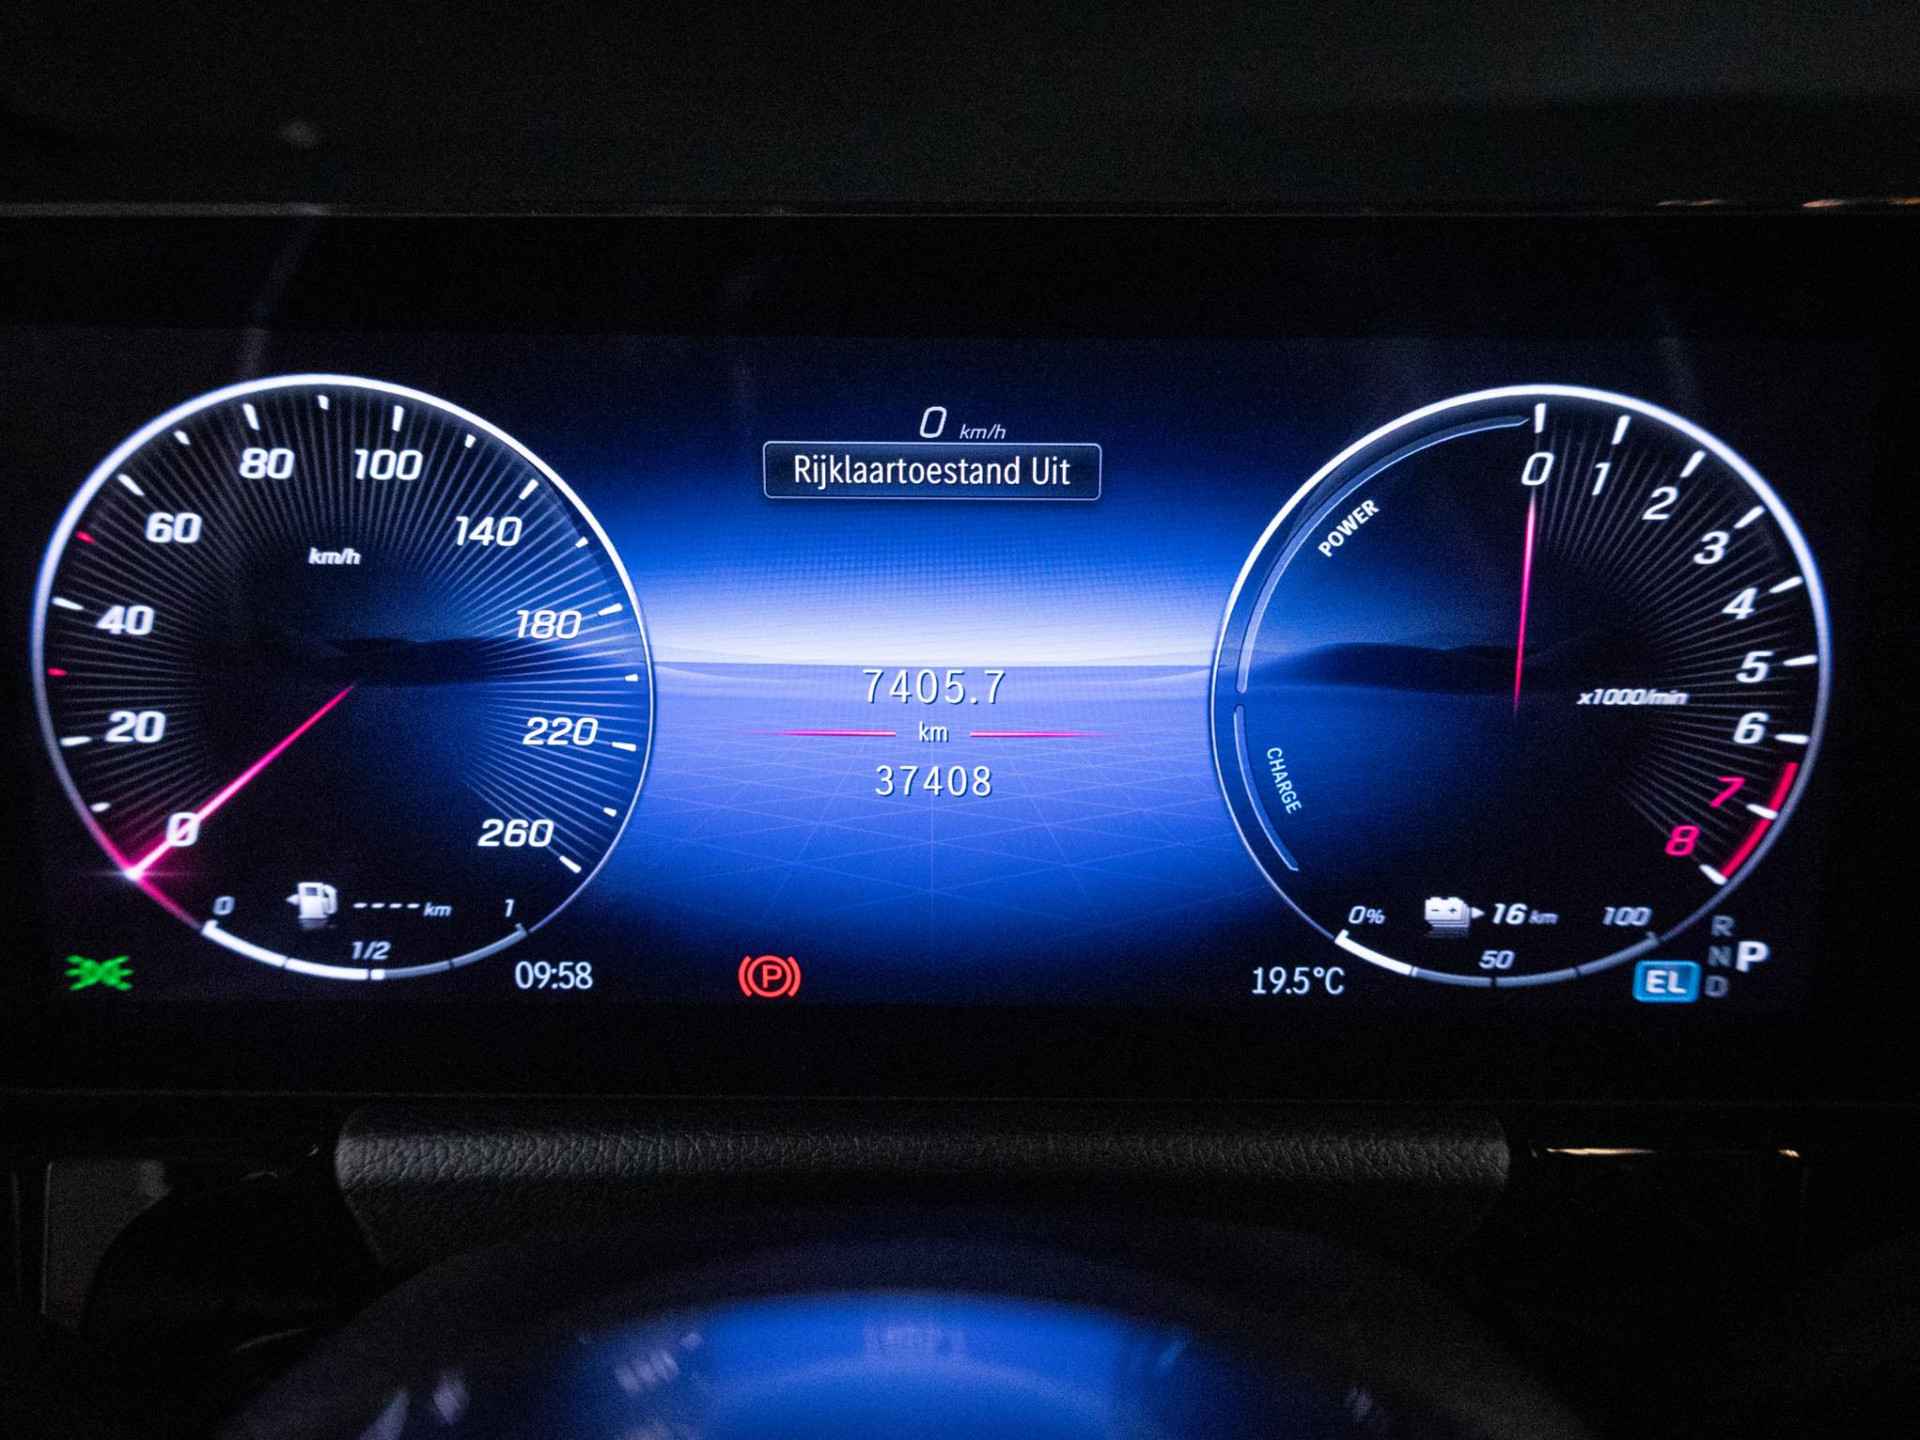 0 km/h
Rijklaartoestand Uit
0
20
40
60
80
100
140
180
220
260
km/h
7405.7
km
37408
POWER
CHARGE
0
1
2
3
4
5
6
7
8
x1000/min
0
----km
1
1/2
09:58
P
19.5°C
0%
16 km
100
50
EL
R
N
D
P